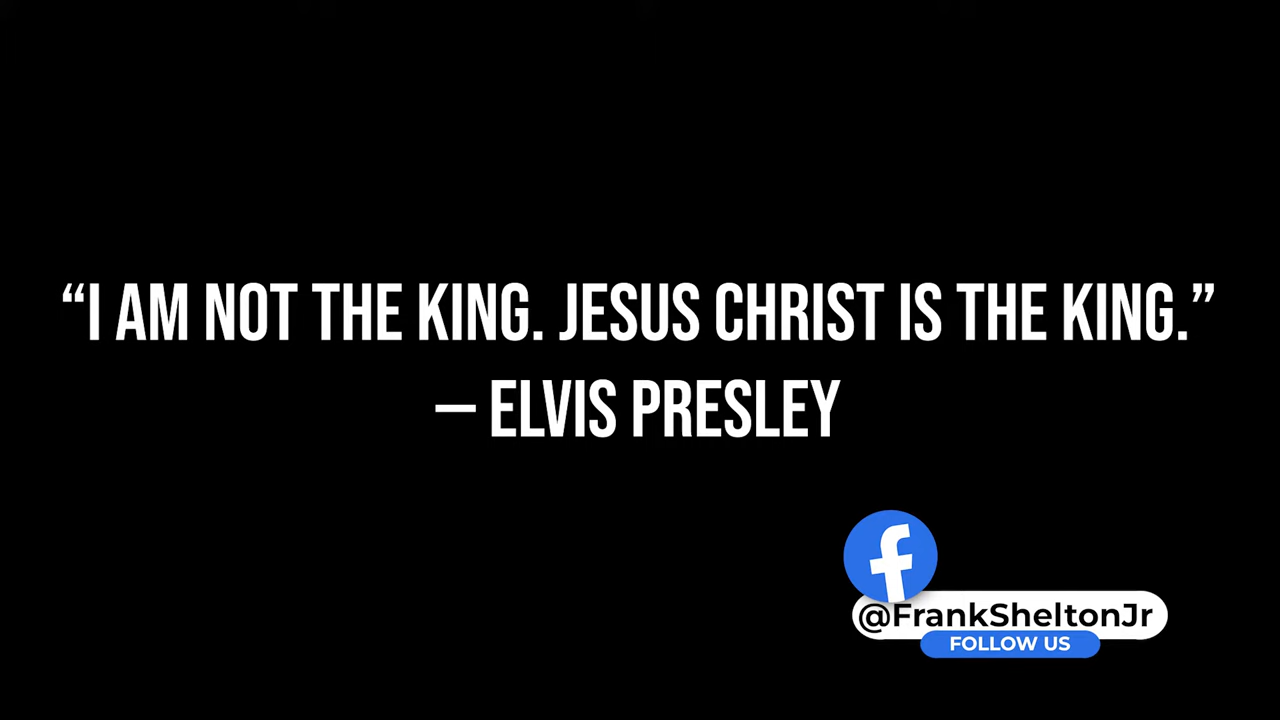 “I AM NOT THE KING. JESUS CHRIST IS THE KING.”
– ELVIS PRESLEY
@FrankSheltonJr
FOLLOW US